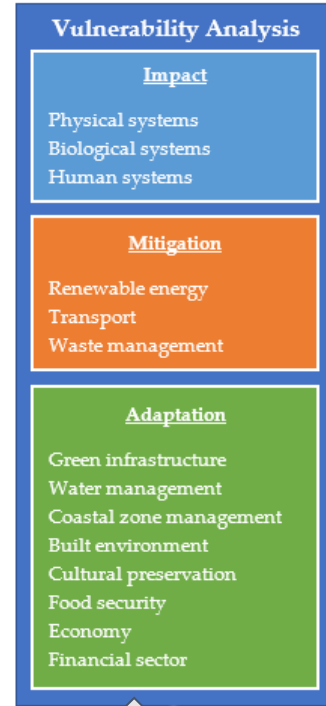 Vulnerability Analysis
Impact
Physical systems
Biological systems
Human systems
Mitigation
Renewable energy
Transport
Waste management
Adaptation
Green infrastructure
Water management
Coastal zone management
Built environment
Cultural preservation
Food security
Economy
Financial sector